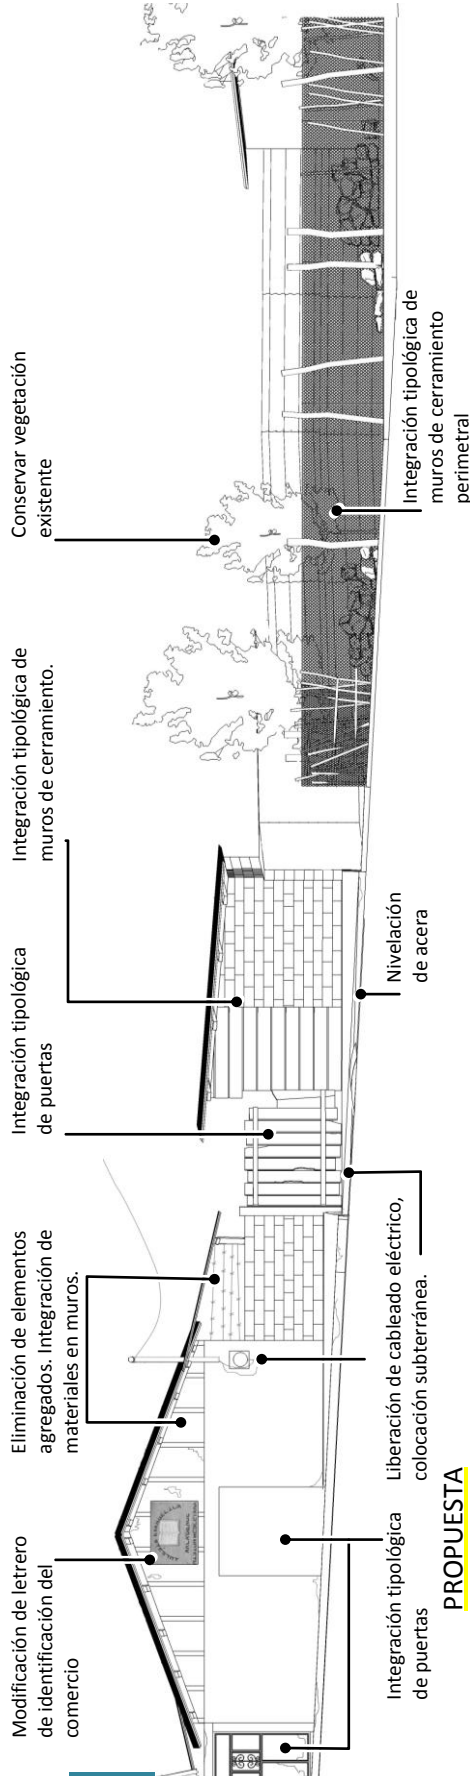 Modificación de letrero
de identificación del
comercio
Eliminación de elementos
agregados. Integración de
materiales en muros.
Integración tipológica
de puertas
Integración tipológica de
muros de cerramiento.
Conservar vegetación
existente
Integración tipológica
de puertas
Liberación de cableado eléctrico,
colocación subterránea.
Nivelación
de acera
Integración tipológica de
muros de cerramiento
perimetral
PROPUESTA